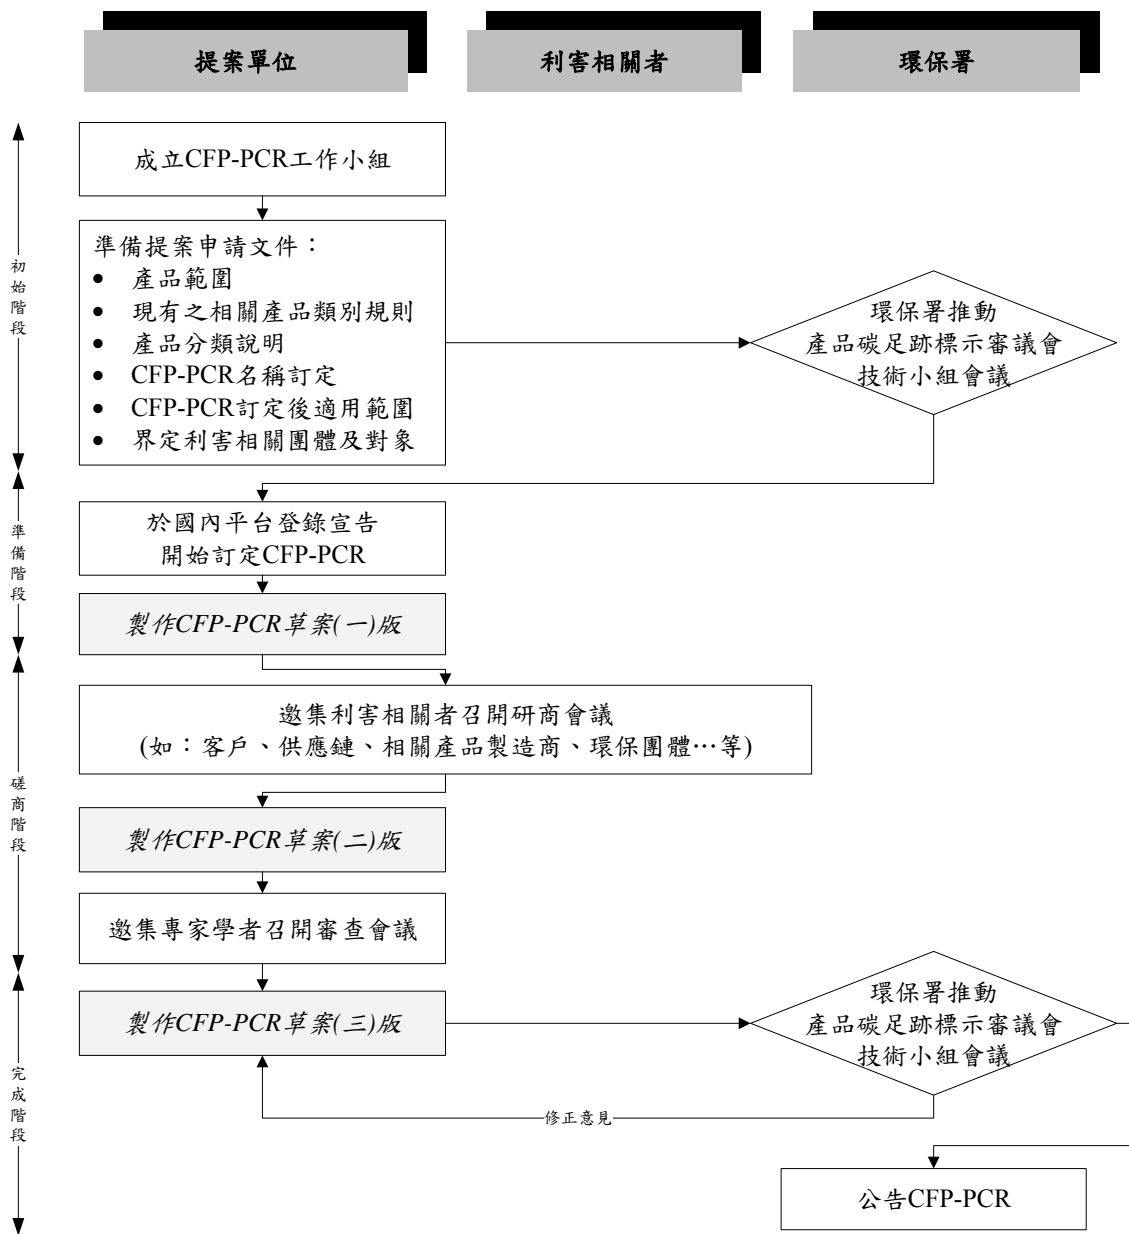 提案單位
利害相關者
環保署
初始階段
成立CFP-PCR工作小組
準備提案申請文件：
• 產品範圍
• 現有之相關產品類別規則
• 產品分類說明
• CFP-PCR名稱訂定
• CFP-PCR訂定後適用範圍
• 界定利害相關團體及對象
環保署推動
產品碳足跡標示審議會
技術小組會議
準備階段
於國內平台登錄宣告
開始訂定CFP-PCR
製作CFP-PCR草案(一)版
磋商階段
邀集利害相關者召開研商會議
(如：客戶、供應鏈、相關產品製造商、環保團體…等)
製作CFP-PCR草案(二)版
邀集專家學者召開審查會議
完成階段
製作CFP-PCR草案(三)版
環保署推動
產品碳足跡標示審議會
技術小組會議
修正意見
公告CFP-PCR